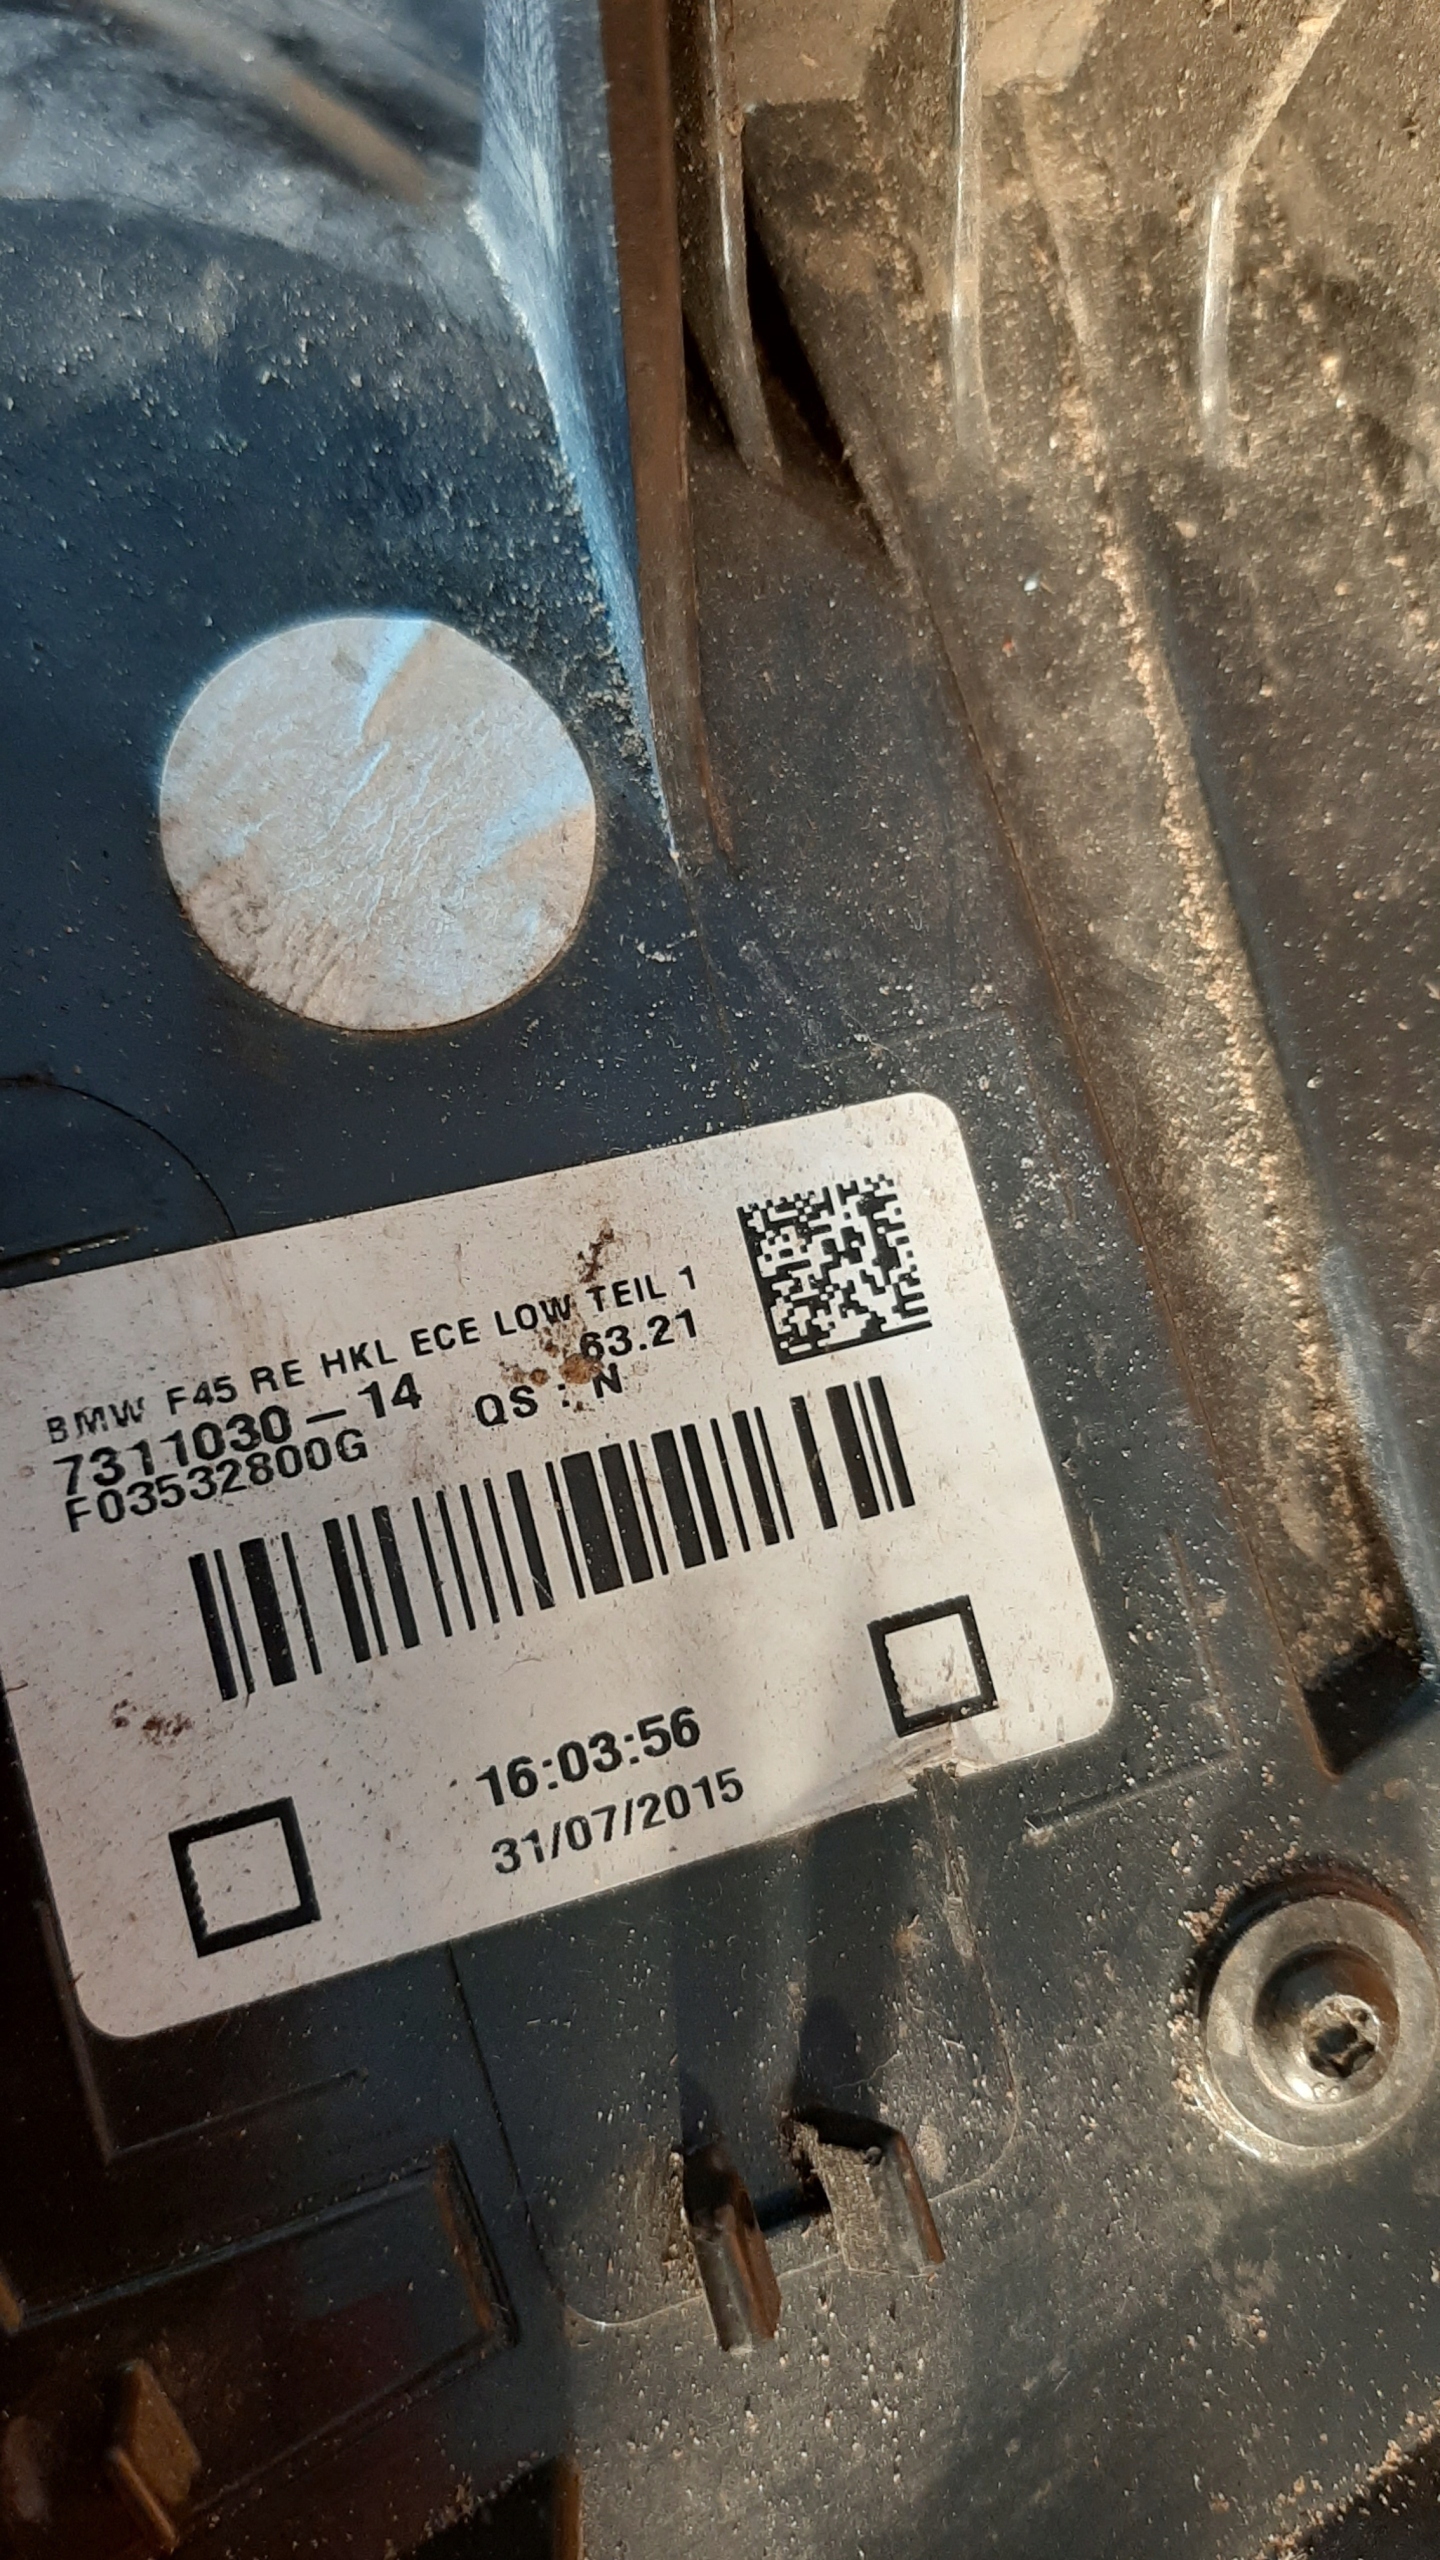 BMW F45 RE HKL ECE LOW TEIL 1
7311030-14 63.21
F03532800G QS : N
16:03:56
31/07/2015